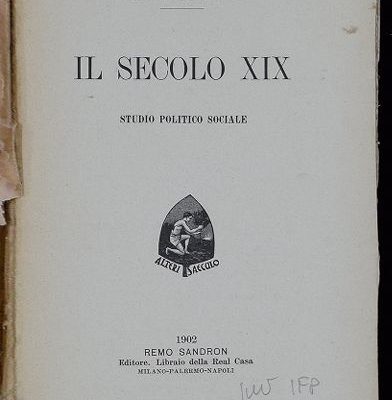 IL SECOLO XIX
STUDIO POLITICO SOCIALE
ALTERI SAECULO
1902
REMO SANDRON
Editore. Libraio della Real Casa
MILANO-PALERMO-NAPOLI